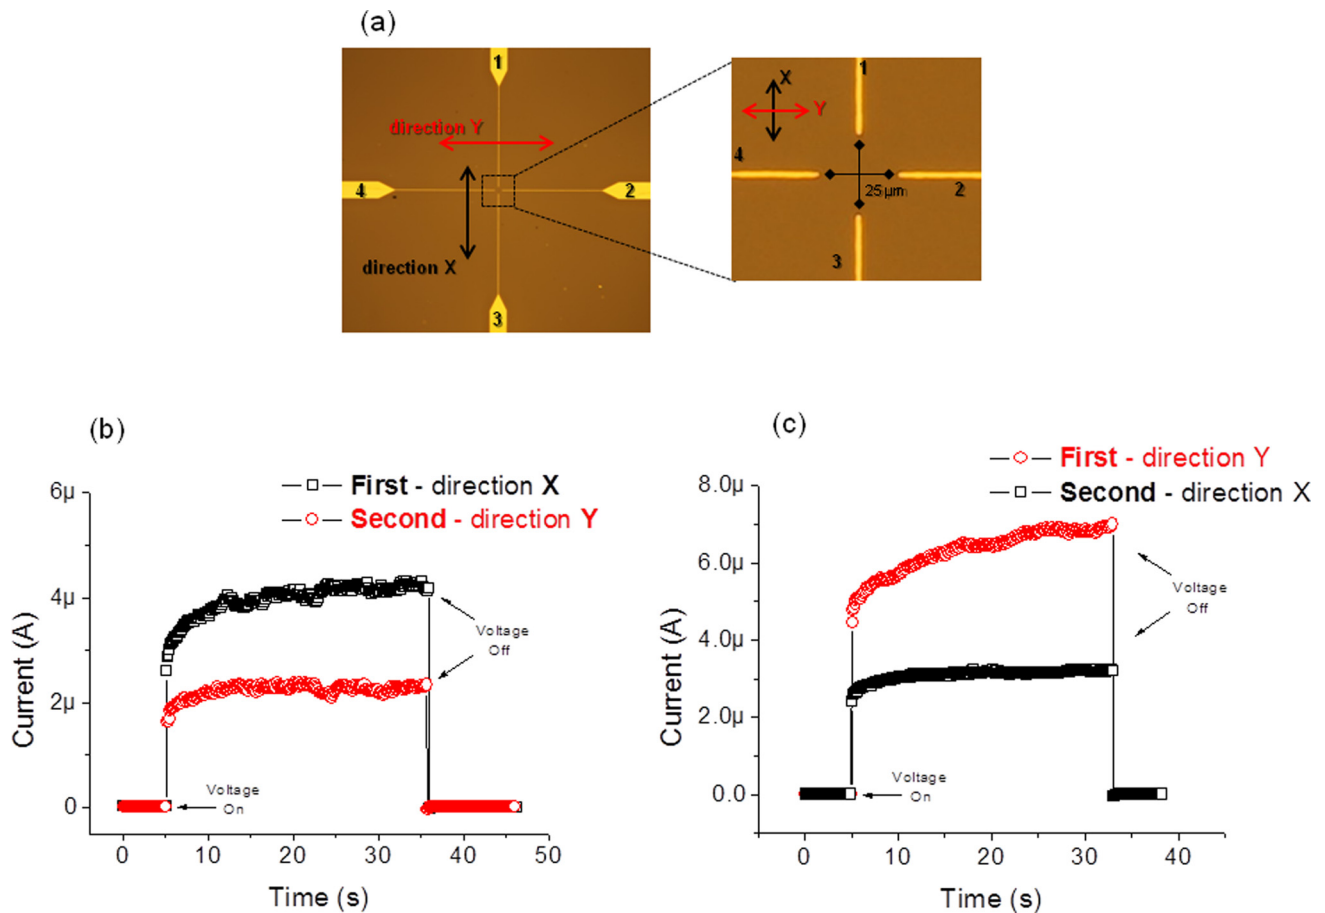 (a)
1
direction Y
4
2
direction X
3
X
Y
1
4
25 µm
2
3
(b)
First - direction X
Second - direction Y
6µ
4µ
2µ
0
Current (A)
Voltage
Off
Voltage
On
0
10
20
30
40
50
Time (s)
(c)
First - direction Y
Second - direction X
8.0µ
6.0µ
4.0µ
2.0µ
0.0
Current (A)
Voltage
Off
Voltage
On
0
10
20
30
40
Time (s)